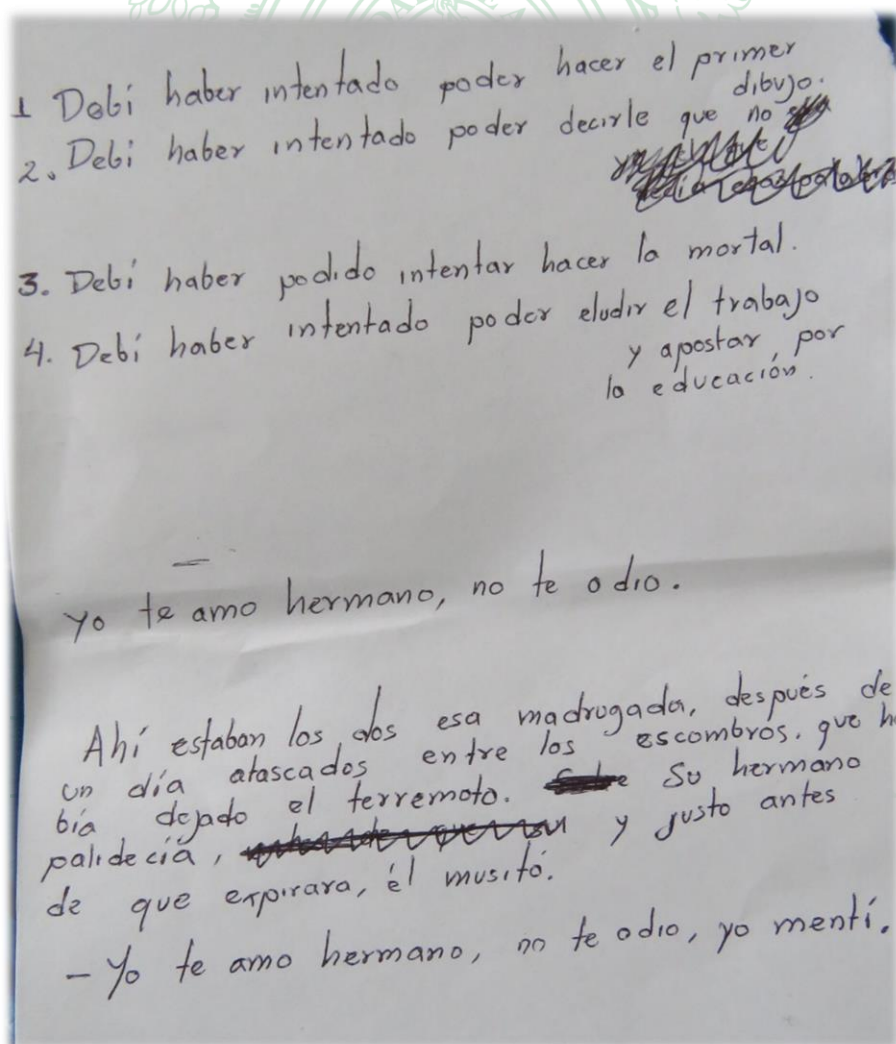 1 Debí haber intentado poder hacer el primer
dibujo.
2. Debí haber intentado poder decirle que no
3. Debí haber podido intentar hacer la mortal.
4. Debí haber intentado poder eludir el trabajo
y apostar por
la educación.
yo te amo hermano, no te odio.
Ahí estaban los dos esa madrugada, después de
un día atascados entre los escombros, que ha
bía dejado el terremoto. Su hermano
palidecía, y justo antes
de que expirara, él musitó.
- Yo te amo hermano, no te odio, yo mentí.